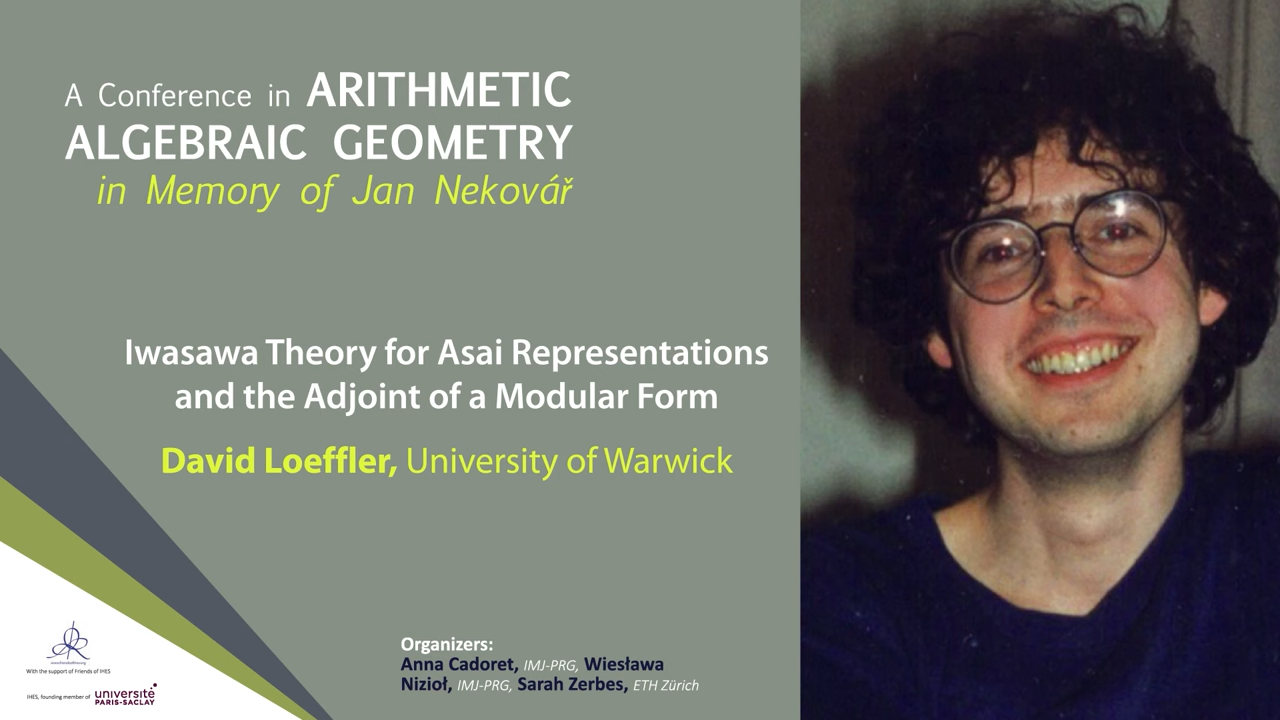 A Conference in ARITHMETIC
ALGEBRAIC GEOMETRY
in Memory of Jan Nekovář
Iwasawa Theory for Asai Representations
and the Adjoint of a Modular Form
David Loeffler, University of Warwick
With the support of Friends of IHES
IHES, founding member of
université
PARIS-SACLAY
Organizers:
Anna Cadoret, IMJ-PRG, Wiesława
Nizioł, IMJ-PRG, Sarah Zerbes, ETH Zürich